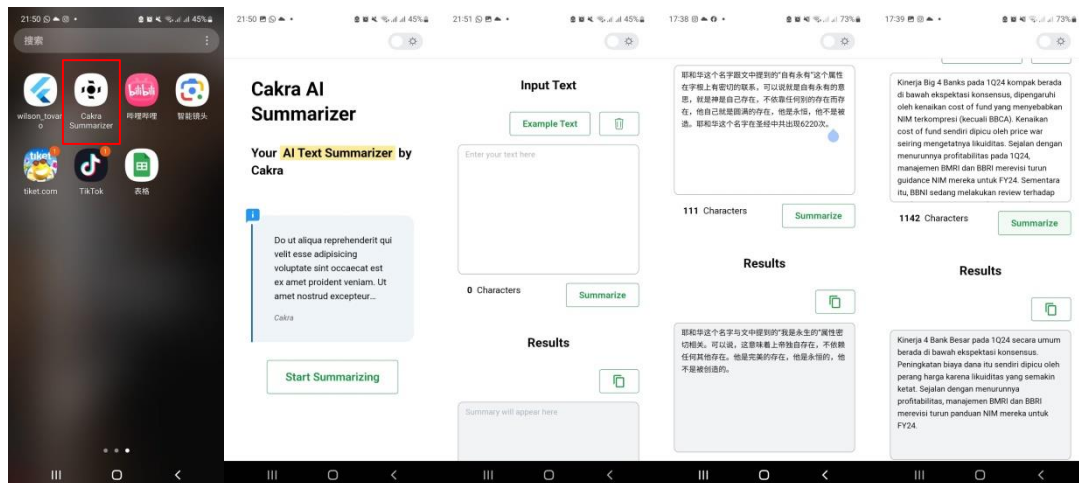 21:50
45%
搜索
wilson_tovar
o
Cakra
Summarizer
哔哩哔哩
智能镜头
tiket.com
TikTok
表格
21:50
45%
Cakra AI
Summarizer
Your AI Text Summarizer by
Cakra
Do ut aliqua reprehenderit qui
velit esse adipisicing
voluptate sint occaecat est
ex amet proident veniam. Ut
amet nostrud excepteur...
Cakra
Start Summarizing
21:51
45%
Input Text
Example Text
Enter your text here
0 Characters
Summarize
Results
Summary will appear here
17:38
73%
耶和华这个名字跟文中提到的"自有永有"这个属性
在字根上有密切的联系，可以说就是自有永有的意
思，就是神是自己存在，不依靠任何别的存在而存
在，他自己就是圆满的存在，他是永恒，他不是被
造。耶和华这个名字在圣经中共出现6220次。
111 Characters
Summarize
Results
耶和华这个名字与文中提到的"我是永生的"属性密
切相关。可以说，这意味着上帝独自存在，不依赖
任何其他存在。他是完美的存在，他是永恒的，他
不是被创造的。
17:39
73%
Kinerja Big 4 Banks pada 1Q24 kompak berada
di bawah ekspektasi konsensus, dipengaruhi
oleh kenaikan cost of fund yang menyebabkan
NIM terkompresi (kecuali BBCA). Kenaikan
cost of fund sendiri dipicu oleh price war
seiring mengetatnya likuiditas. Sejalan dengan
menurunnya profitabilitas pada 1Q24,
manajemen BMRI dan BBRI merevisi turun
guidance NIM mereka untuk FY24. Sementara
itu, BBNI sedang melakukan review terhadap
1142 Characters
Summarize
Results
Kinerja 4 Bank Besar pada 1Q24 secara umum
berada di bawah ekspektasi konsensus.
Peningkatan biaya dana itu sendiri dipicu oleh
perang harga karena likuiditas yang semakin
ketat. Sejalan dengan menurunnya
profitabilitas, manajemen BMRI dan BBRI
merevisi turun panduan NIM mereka untuk
FY24.